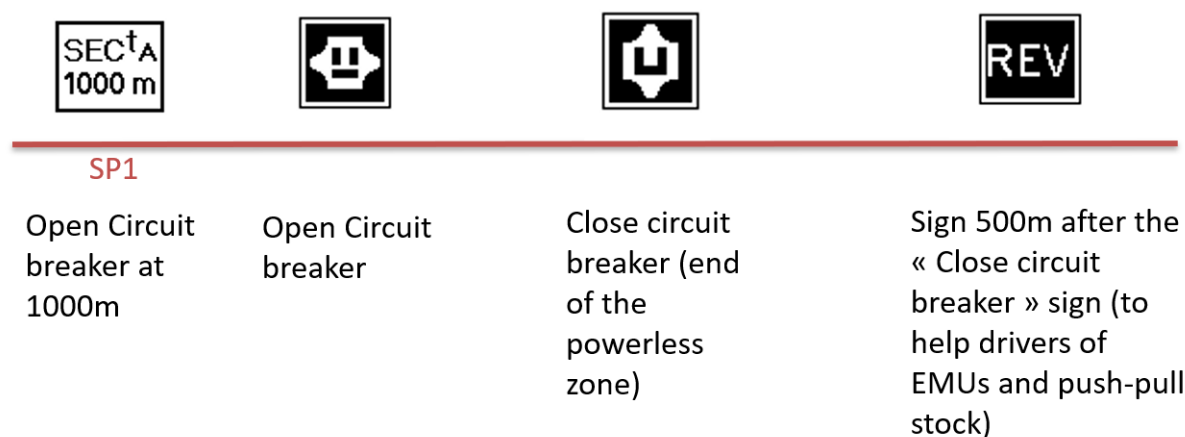 SECtA
1000 m
REV
SP1
Open Circuit
breaker at
1000m
Open Circuit
breaker
Close circuit
breaker (end
of the
powerless
zone)
Sign 500m after the
« Close circuit
breaker » sign (to
help drivers of
EMUs and push-pull
stock)